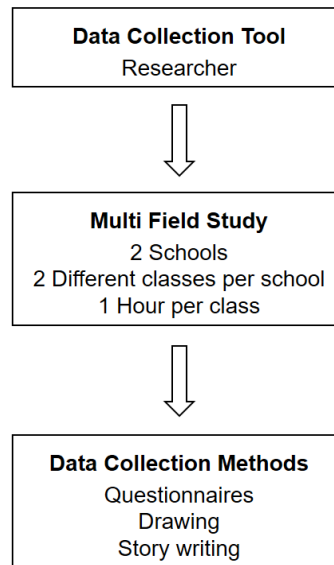 Data Collection Tool
Researcher
Multi Field Study
2 Schools
2 Different classes per school
1 Hour per class
Data Collection Methods
Questionnaires
Drawing
Story writing